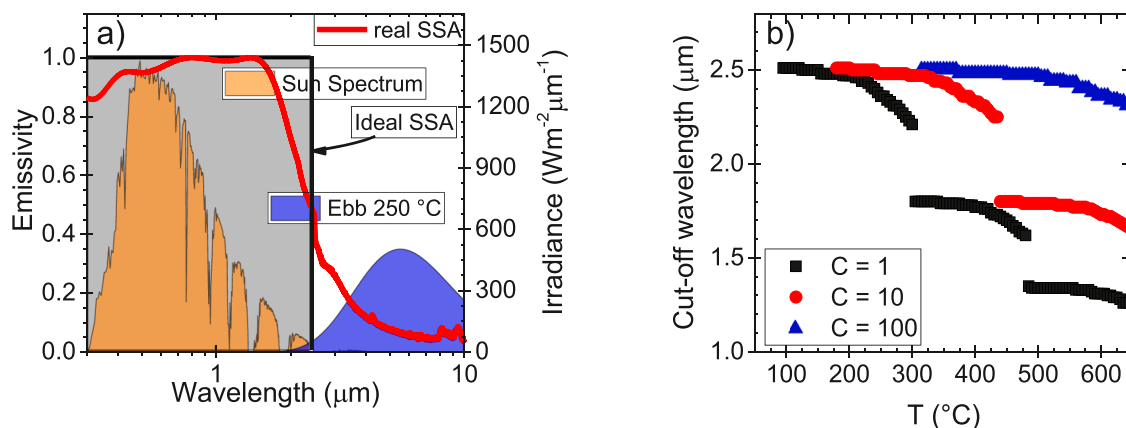 a)
real SSA
Sun Spectrum
Ideal SSA
Ebb 250 °C
Emissivity
1.0
0.8
0.6
0.4
0.2
0.0
1
10
Wavelength (μm)
1500
1200
900
600
300
0
Irradiance (Wm⁻²μm⁻¹)
b)
Cut-off wavelength (μm)
2.5
2.0
1.5
1.0
C = 1
C = 10
C = 100
100 200 300 400 500 600
T (°C)